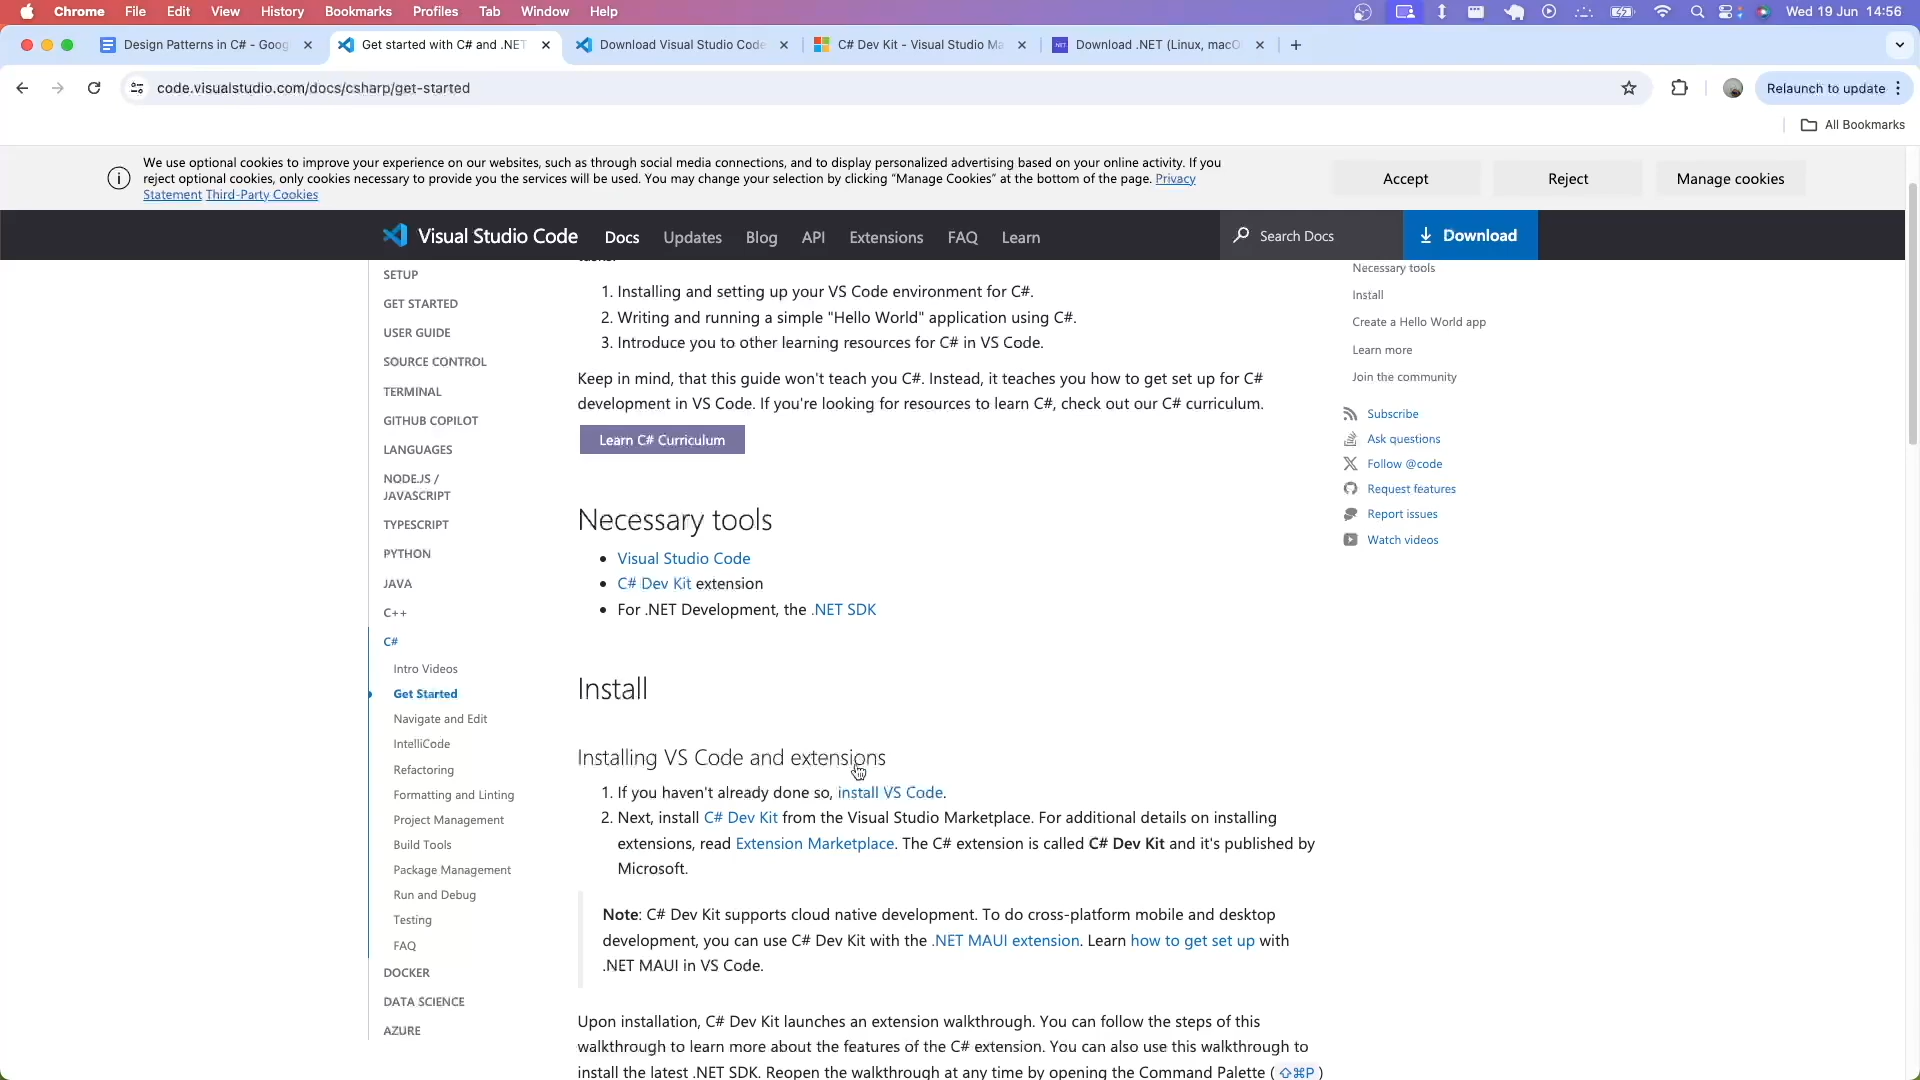 Chrome File Edit View History Bookmarks Profiles Tab Window Help Wed 19 Jun 14:56
Design Patterns in C# - Goog Get started with C# and .NET Download Visual Studio Code C# Dev Kit - Visual Studio Ma Download .NET (Linux, macO
code.visualstudio.com/docs/csharp/get-started Relaunch to update
All Bookmarks
We use optional cookies to improve your experience on our websites, such as through social media connections, and to display personalized advertising based on your online activity. If you
reject optional cookies, only cookies necessary to provide you the services will be used. You may change your selection by clicking “Manage Cookies” at the bottom of the page. Privacy
Statement Third-Party Cookies
Accept Reject Manage cookies
Visual Studio Code Docs Updates Blog API Extensions FAQ Learn Search Docs Download
SETUP
GET STARTED
USER GUIDE
SOURCE CONTROL
TERMINAL
GITHUB COPILOT
LANGUAGES
NODE.JS /
JAVASCRIPT
TYPESCRIPT
PYTHON
JAVA
C++
C#
Intro Videos
Get Started
Navigate and Edit
IntelliCode
Refactoring
Formatting and Linting
Project Management
Build Tools
Package Management
Run and Debug
Testing
FAQ
DOCKER
DATA SCIENCE
AZURE
1. Installing and setting up your VS Code environment for C#.
2. Writing and running a simple "Hello World" application using C#.
3. Introduce you to other learning resources for C# in VS Code.
Keep in mind, that this guide won't teach you C#. Instead, it teaches you how to get set up for C#
development in VS Code. If you're looking for resources to learn C#, check out our C# curriculum.
Learn C# Curriculum
Necessary tools
• Visual Studio Code
• C# Dev Kit extension
• For .NET Development, the .NET SDK
Install
Installing VS Code and extensions
1. If you haven't already done so, install VS Code.
2. Next, install C# Dev Kit from the Visual Studio Marketplace. For additional details on installing
extensions, read Extension Marketplace. The C# extension is called C# Dev Kit and it's published by
Microsoft.
Note: C# Dev Kit supports cloud native development. To do cross-platform mobile and desktop
development, you can use C# Dev Kit with the .NET MAUI extension. Learn how to get set up with
.NET MAUI in VS Code.
Upon installation, C# Dev Kit launches an extension walkthrough. You can follow the steps of this
walkthrough to learn more about the features of the C# extension. You can also use this walkthrough to
install the latest .NET SDK. Reopen the walkthrough at any time by opening the Command Palette ( ⇧⌘P )
Necessary tools
Install
Create a Hello World app
Learn more
Join the community
Subscribe
Ask questions
Follow @code
Request features
Report issues
Watch videos